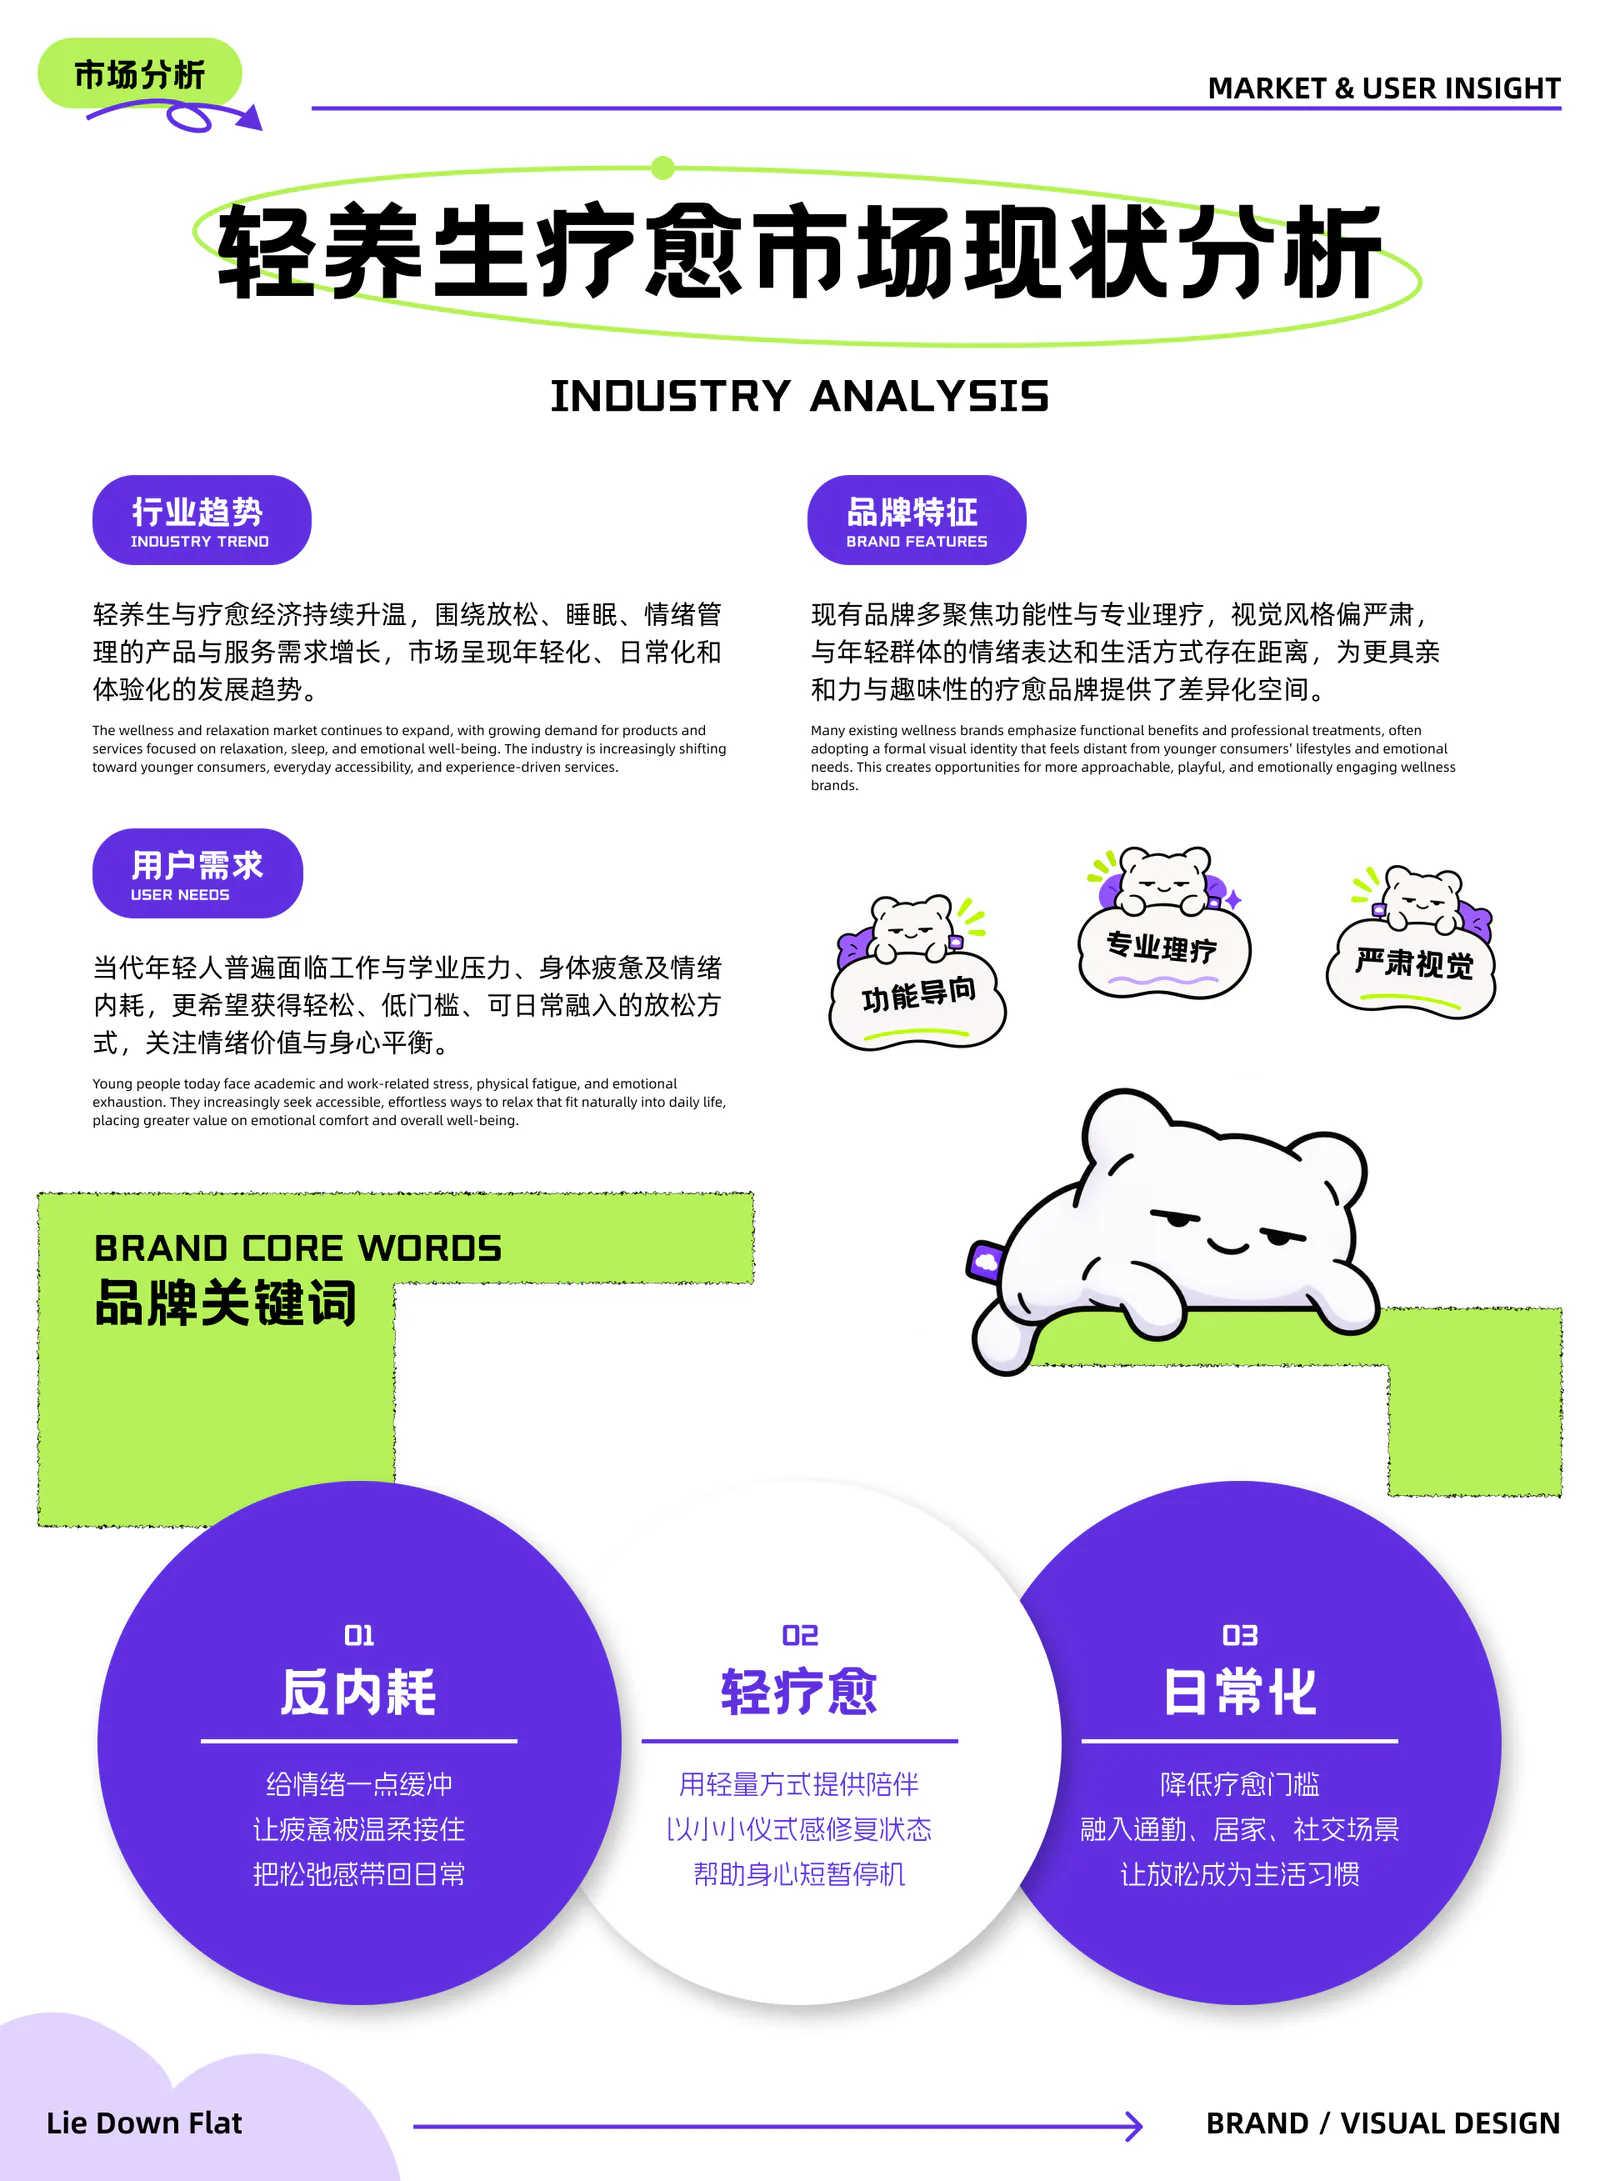 市场分析
MARKET & USER INSIGHT
轻养生疗愈市场现状分析
INDUSTRY ANALYSIS
行业趋势
INDUSTRY TREND
轻养生与疗愈经济持续升温，围绕放松、睡眠、情绪管
理的产品与服务需求增长，市场呈现年轻化、日常化和
体验化的发展趋势。
The wellness and relaxation market continues to expand, with growing demand for products and
services focused on relaxation, sleep, and emotional well-being. The industry is increasingly shifting
toward younger consumers, everyday accessibility, and experience-driven services.
品牌特征
BRAND FEATURES
现有品牌多聚焦功能性与专业理疗，视觉风格偏严肃，
与年轻群体的情绪表达和生活方式存在距离，为更具亲
和力与趣味性的疗愈品牌提供了差异化空间。
Many existing wellness brands emphasize functional benefits and professional treatments, often
adopting a formal visual identity that feels distant from younger consumers' lifestyles and emotional
needs. This creates opportunities for more approachable, playful, and emotionally engaging wellness
brands.
用户需求
USER NEEDS
当代年轻人普遍面临工作与学业压力、身体疲惫及情绪
内耗，更希望获得轻松、低门槛、可日常融入的放松方
式，关注情绪价值与身心平衡。
Young people today face academic and work-related stress, physical fatigue, and emotional
exhaustion. They increasingly seek accessible, effortless ways to relax that fit naturally into daily life,
placing greater value on emotional comfort and overall well-being.
功能导向
专业理疗
严肃视觉
BRAND CORE WORDS
品牌关键词
01
反内耗
给情绪一点缓冲
让疲惫被温柔接住
把松弛感带回日常
02
轻疗愈
用轻量方式提供陪伴
以小小仪式感修复状态
帮助身心短暂停机
03
日常化
降低疗愈门槛
融入通勤、居家、社交场景
让放松成为生活习惯
Lie Down Flat
BRAND / VISUAL DESIGN